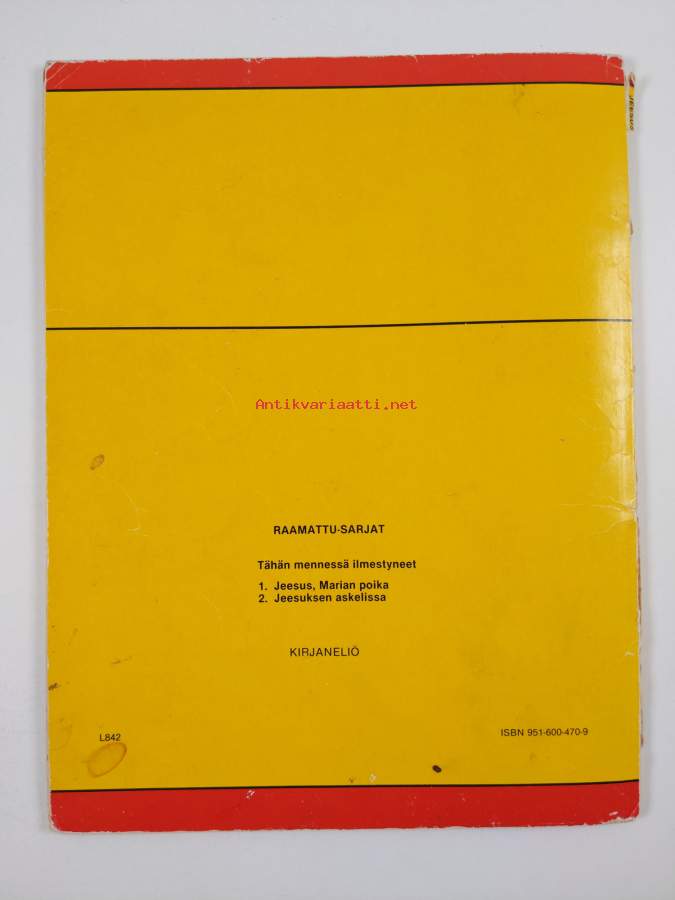 JEESUS
Antikvariaatti.net
RAAMATTU-SARJAT
Tähän mennessä ilmestyneet
1. Jeesus, Marian poika
2. Jeesuksen askelissa
KIRJANELIÖ
L842
ISBN 951-600-470-9